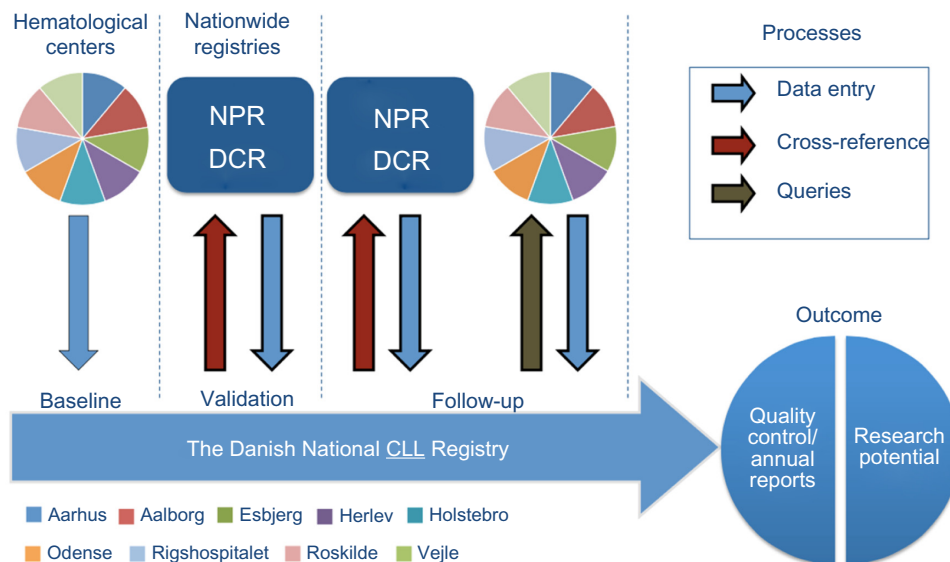 Hematological
centers
Nationwide
registries
Processes
NPR
DCR
NPR
DCR
Data entry
Cross-reference
Queries
Outcome
Baseline
Validation
Follow-up
The Danish National CLL Registry
Quality
control/
annual
reports
Research
potential
Aarhus
Aalborg
Esbjerg
Herlev
Holstebro
Odense
Rigshospitalet
Roskilde
Vejle